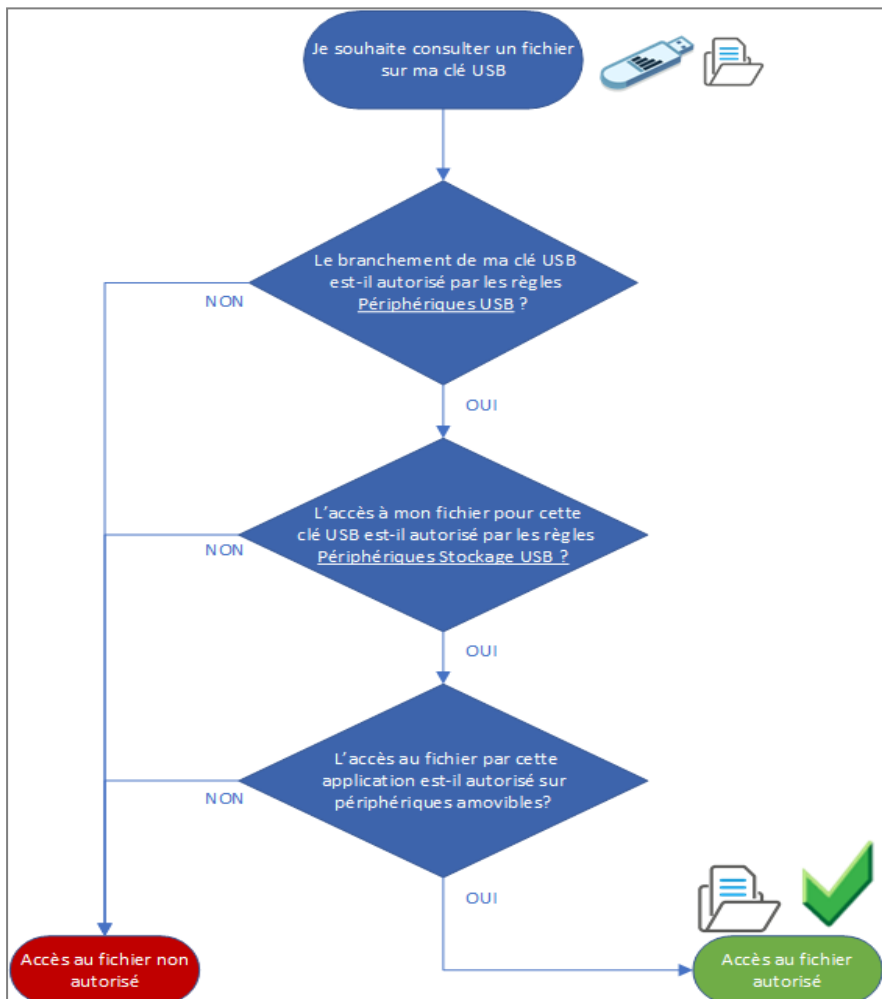 Je souhaite consulter un fichier
sur ma clé USB
Le branchement de ma clé USB
est-il autorisé par les règles
Périphériques USB ?
NON
OUI
L'accès à mon fichier pour cette
clé USB est-il autorisé par les règles
Périphériques Stockage USB ?
NON
OUI
L'accès au fichier par cette
application est-il autorisé sur
périphériques amovibles?
NON
OUI
Accès au fichier non
autorisé
Accès au fichier
autorisé